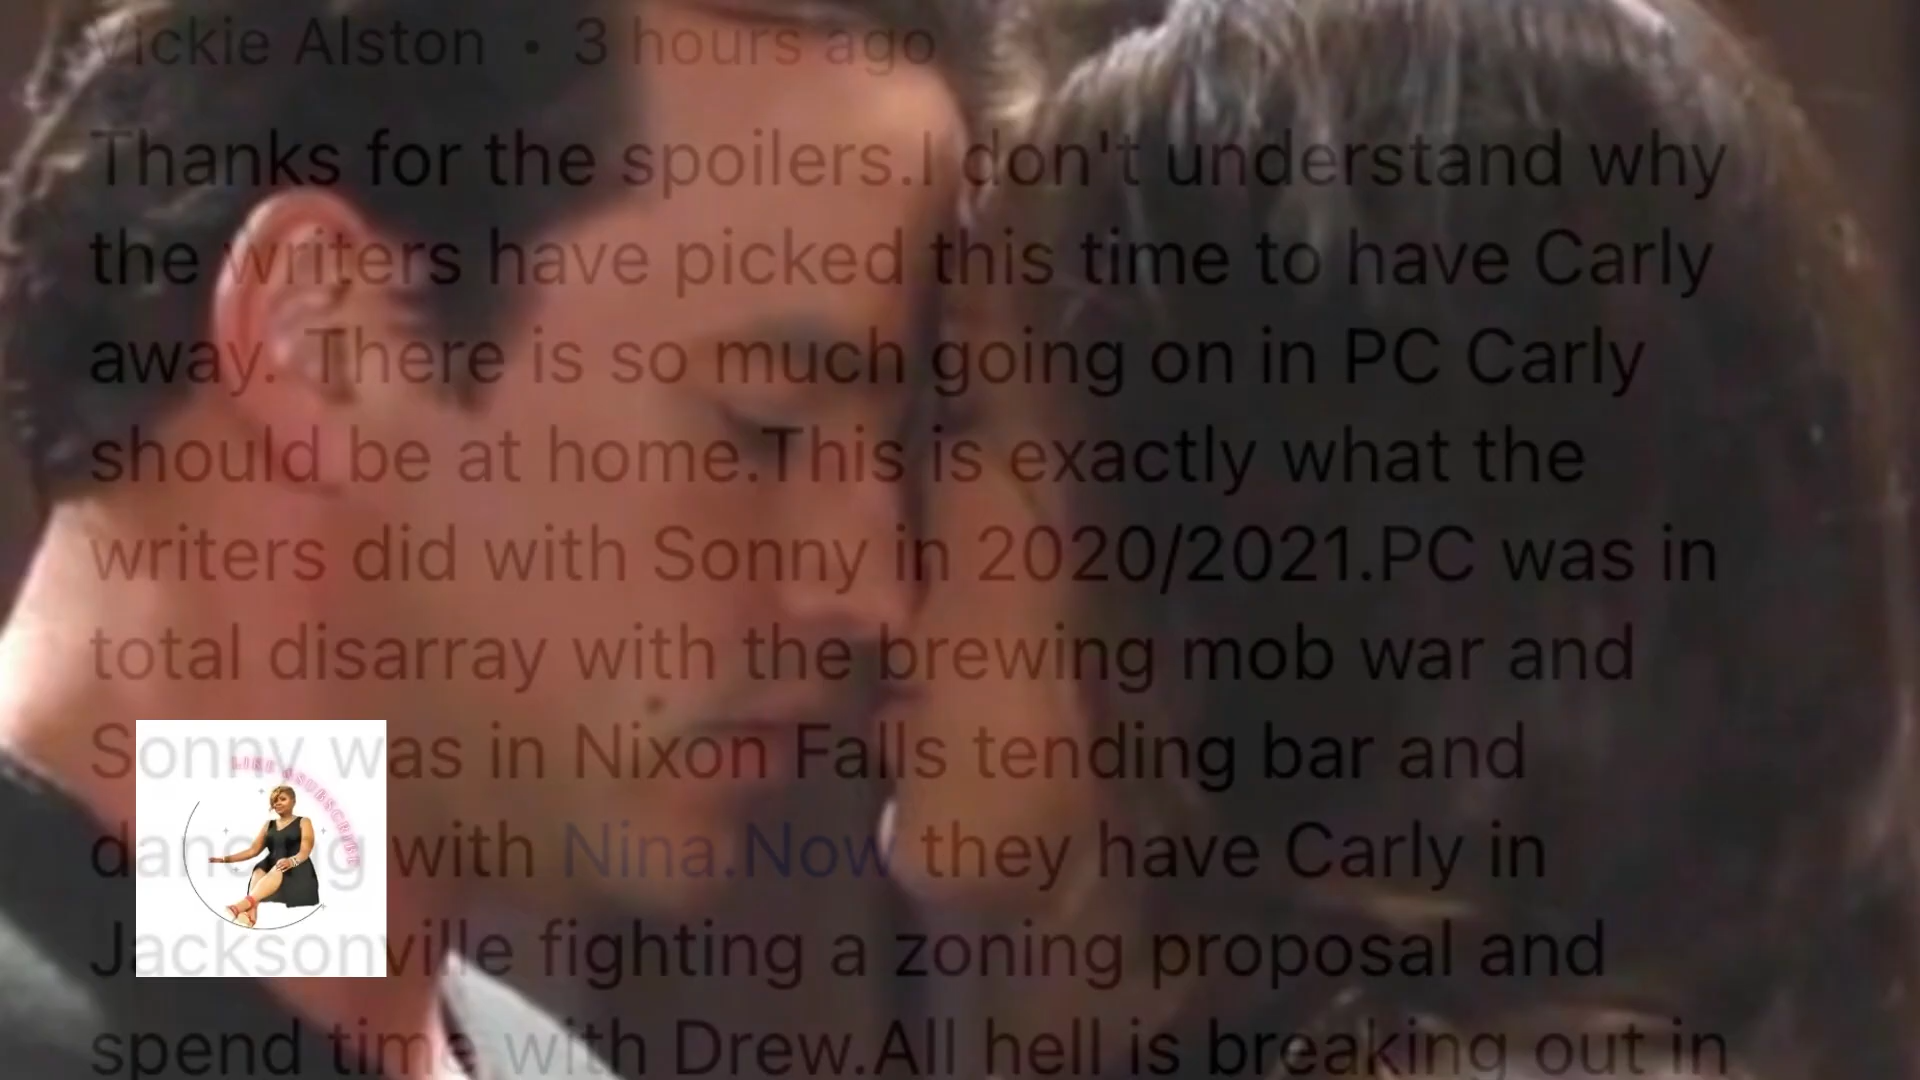 Vickie Alston • 3 hours ago
Thanks for the spoilers.I don't understand why
the writers have picked this time to have Carly
away. There is so much going on in PC Carly
should be at home.This is exactly what the
writers did with Sonny in 2020/2021.PC was in
total disarray with the brewing mob war and
Sonny was in Nixon Falls tending bar and
dancing with Nina.Now they have Carly in
Jacksonville fighting a zoning proposal and
spend time with Drew.All hell is breaking out in
LIKE &SUBSCRIBE